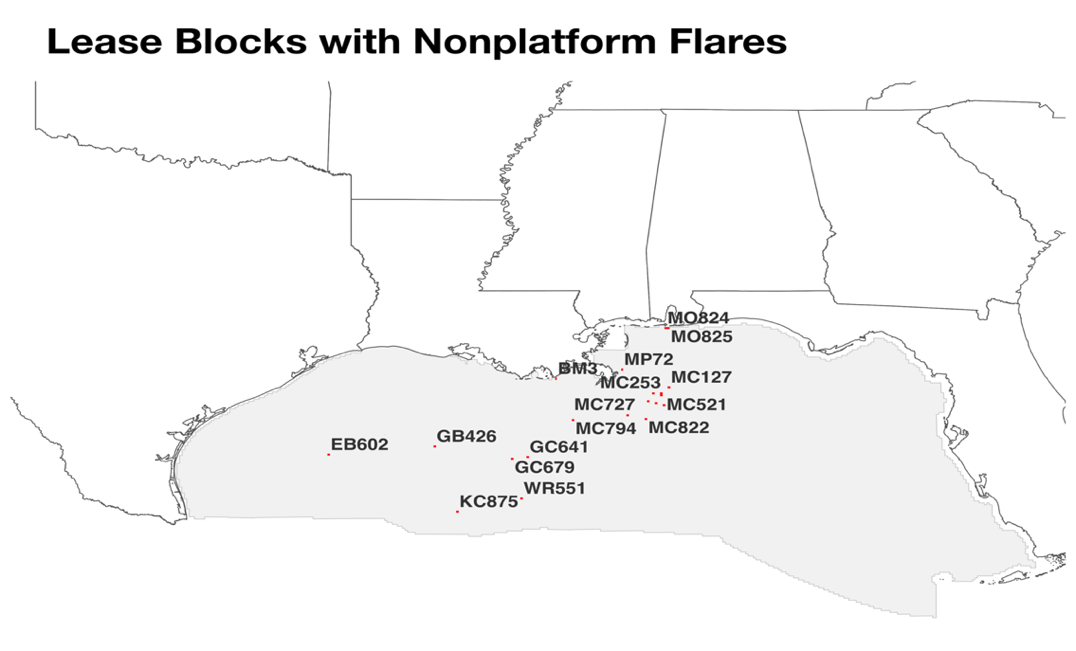 Lease Blocks with Nonplatform Flares
MO824
MO825
MP72
BM3
MC127
MC253
MC727
MC521
MC794
MC822
GB426
EB602
GC641
GC679
WR551
KC875